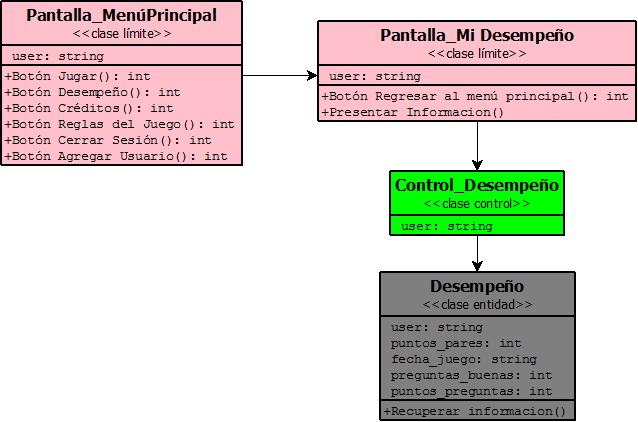 Pantalla_MenúPrincipal
<<clase límite>>
user: string
+Botón Jugar(): int
+Botón Desempeño(): int
+Botón Créditos(): int
+Botón Reglas del Juego(): int
+Botón Cerrar Sesión(): int
+Botón Agregar Usuario(): int
Pantalla_Mi Desempeño
<<clase límite>>
user: string
+Botón Regresar al menú principal(): int
+Presentar Informacion()
Control_Desempeño
<<clase control>>
user: string
Desempeño
<<clase entidad>>
user: string
puntos_pares: int
fecha_juego: string
preguntas_buenas: int
puntos_preguntas: int
+Recuperar informacion()